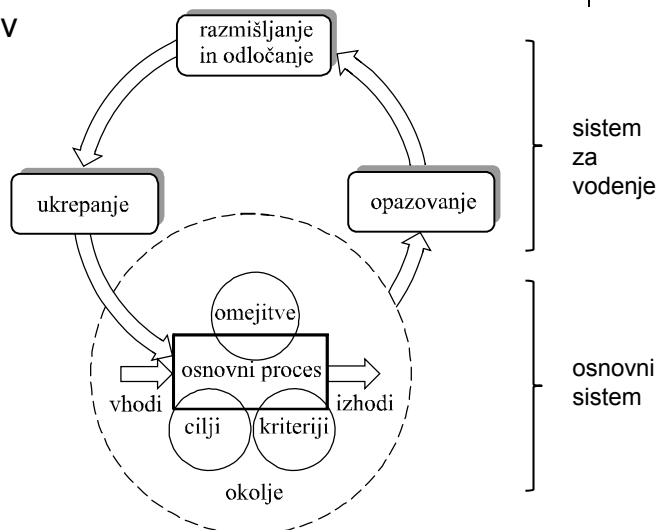 v
razmišljanje
in odločanje
sistem
za
vodenje
ukrepanje
opazovanje
omejitve
osnovni proces
vhodi
izhodi
cilji
kriteriji
okolje
osnovni
sistem